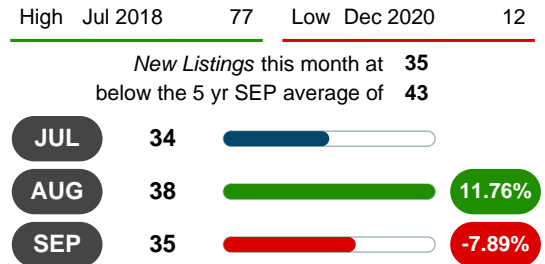 High Jul 2018 77 Low Dec 2020 12
New Listings this month at 35
below the 5 yr SEP average of 43
JUL 34
AUG 38 11.76%
SEP 35 -7.89%